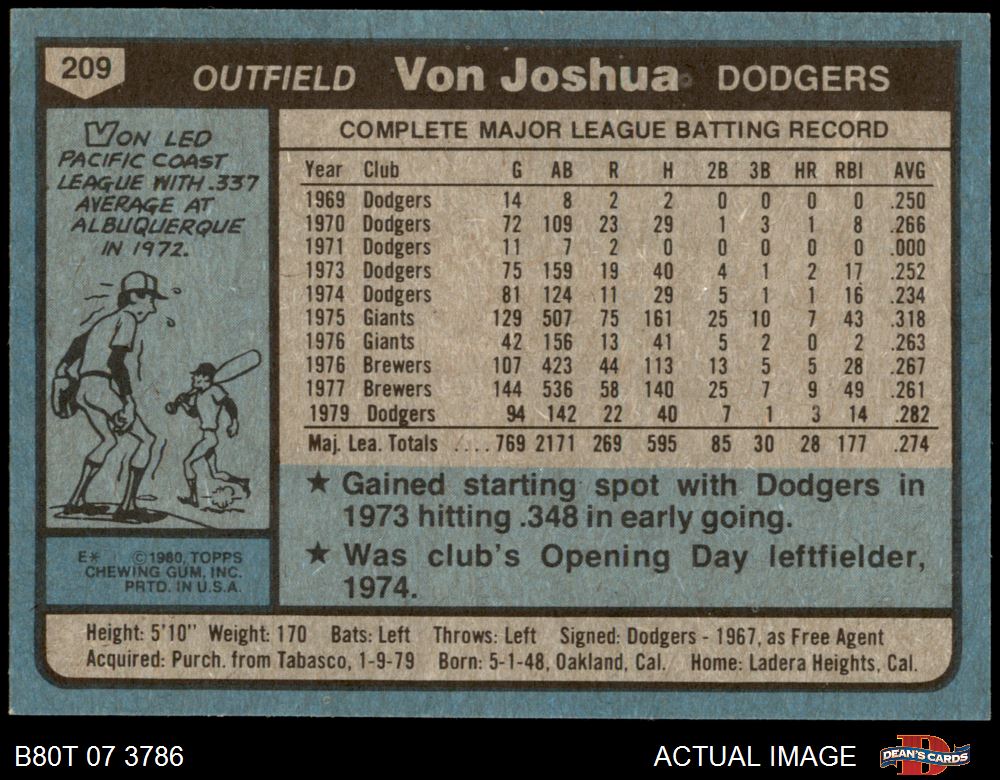 209 OUTFIELD Von Joshua DODGERS
VON LED
PACIFIC COAST
LEAGUE WITH .337
AVERAGE AT
ALBUQUERQUE
IN 1972.
E* ©1980, TOPPS
CHEWING GUM, INC.
PRTD. IN U.S.A.
COMPLETE MAJOR LEAGUE BATTING RECORD
Year Club G AB R H 2B 3B HR RBI AVG
1969 Dodgers 14 8 2 2 0 0 0 0 .250
1970 Dodgers 72 109 23 29 1 3 1 8 .266
1971 Dodgers 11 7 2 0 0 0 0 0 .000
1973 Dodgers 75 159 19 40 4 1 2 17 .252
1974 Dodgers 81 124 11 29 5 1 1 16 .234
1975 Giants 129 507 75 161 25 10 7 43 .318
1976 Giants 42 156 13 41 5 2 0 2 .263
1976 Brewers 107 423 44 113 13 5 5 28 .267
1977 Brewers 144 536 58 140 25 7 9 49 .261
1979 Dodgers 94 142 22 40 7 1 3 14 .282
Maj. Lea. Totals .... 769 2171 269 595 85 30 28 177 .274
★ Gained starting spot with Dodgers in
1973 hitting .348 in early going.
★ Was club's Opening Day leftfielder,
1974.
Height: 5'10" Weight: 170 Bats: Left Throws: Left Signed: Dodgers - 1967, as Free Agent
Acquired: Purch. from Tabasco, 1-9-79 Born: 5-1-48, Oakland, Cal. Home: Ladera Heights, Cal.
B80T 07 3786 ACTUAL IMAGE D DEAN'S CARDS